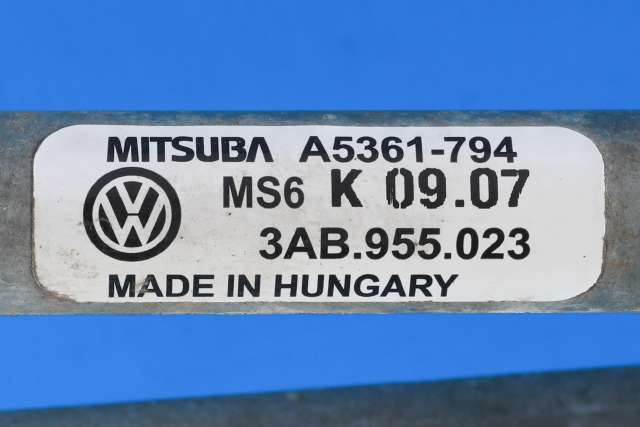 MITSUBA A5361-794
MS6 K 09.07
3AB.955.023
MADE IN HUNGARY